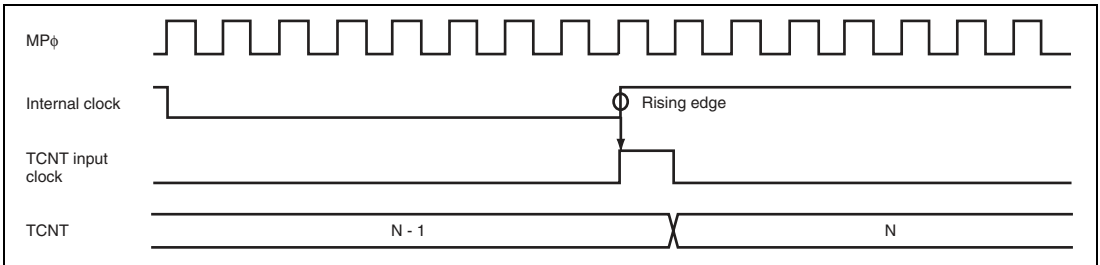 MPϕ
Internal clock
Rising edge
TCNT input
clock
TCNT
N - 1
N